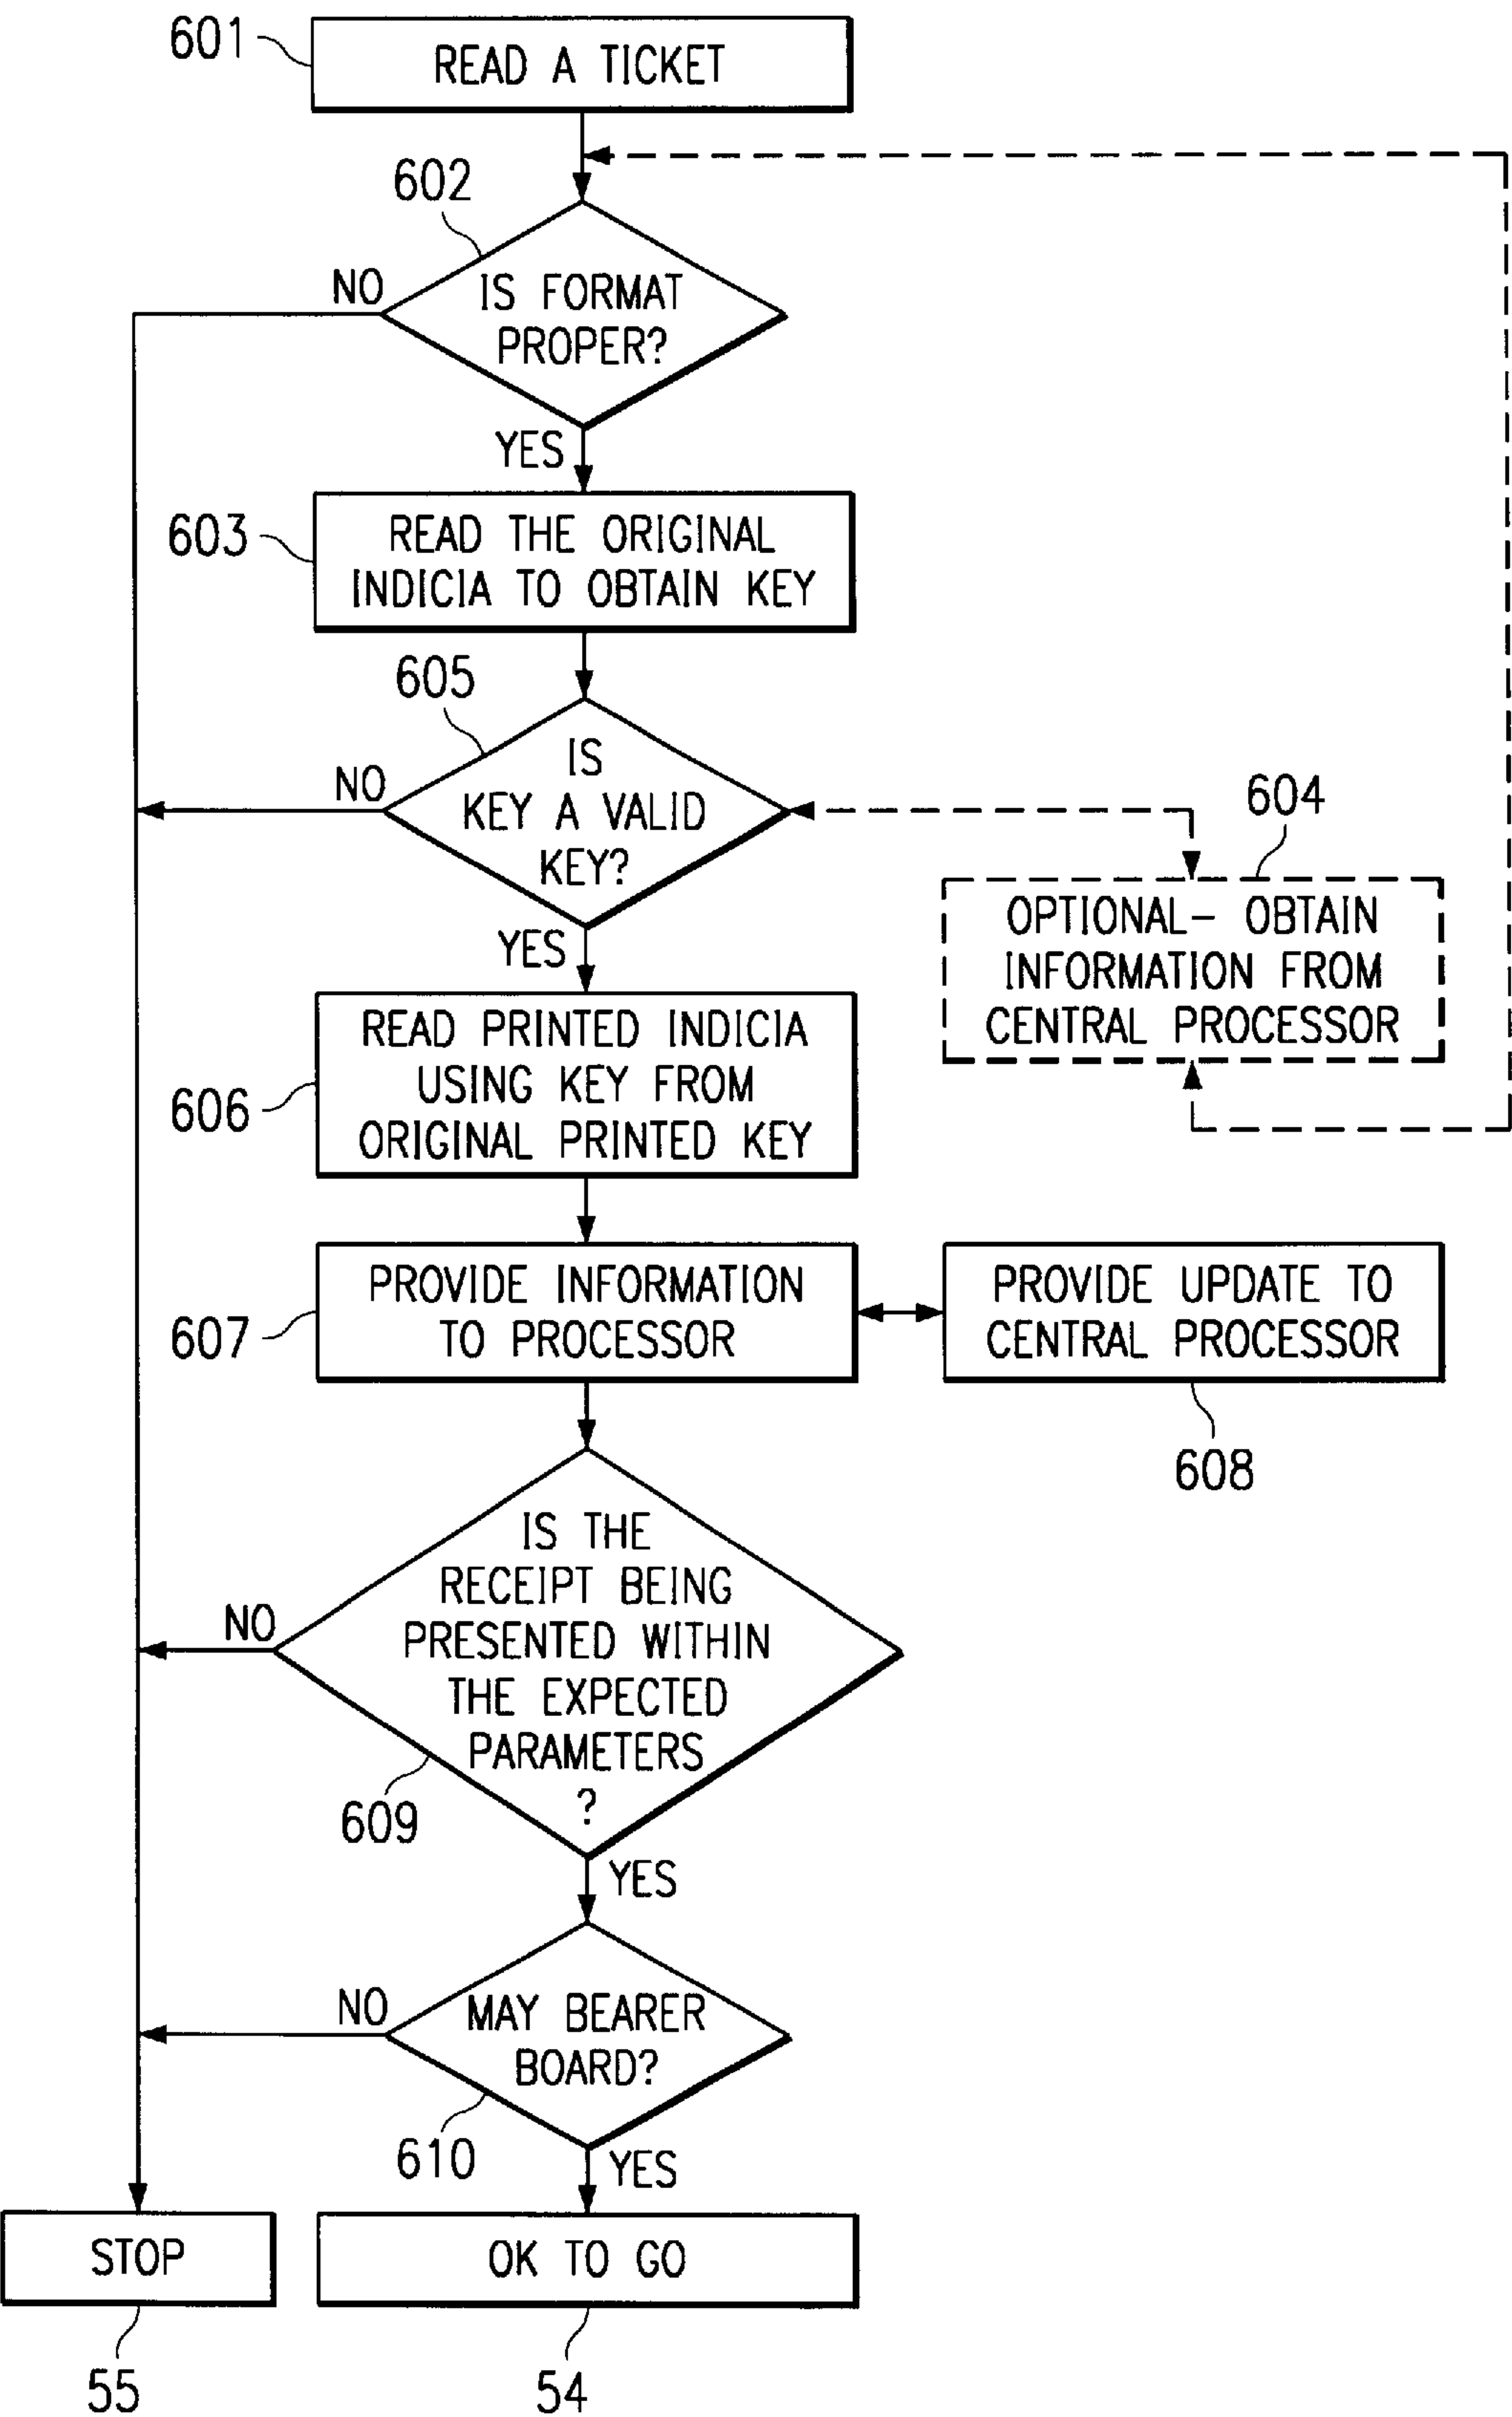 601
READ A TICKET
602
NO
IS FORMAT
PROPER?
YES
603
READ THE ORIGINAL
INDICIA TO OBTAIN KEY
605
NO
IS
KEY A VALID
KEY?
604
OPTIONAL- OBTAIN
INFORMATION FROM
CENTRAL PROCESSOR
YES
606
READ PRINTED INDICIA
USING KEY FROM
ORIGINAL PRINTED KEY
607
PROVIDE INFORMATION
TO PROCESSOR
PROVIDE UPDATE TO
CENTRAL PROCESSOR
608
NO
IS THE
RECEIPT BEING
PRESENTED WITHIN
THE EXPECTED
PARAMETERS
?
609
YES
NO
MAY BEARER
BOARD?
610
YES
STOP
OK TO GO
55
54